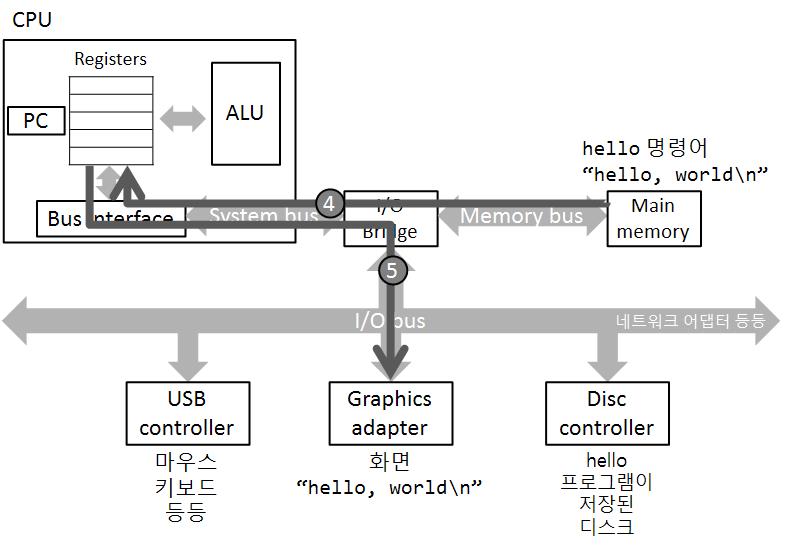 CPU
Registers
PC
ALU
hello 명령어
“hello, world\n”
4
Bus interface
System bus
I/O
Bridge
Memory bus
Main
memory
5
I/O bus
네트워크 어댑터 등등
USB
controller
Graphics
adapter
Disc
controller
마우스
키보드
등등
화면
“hello, world\n”
hello
프로그램이
저장된
디스크